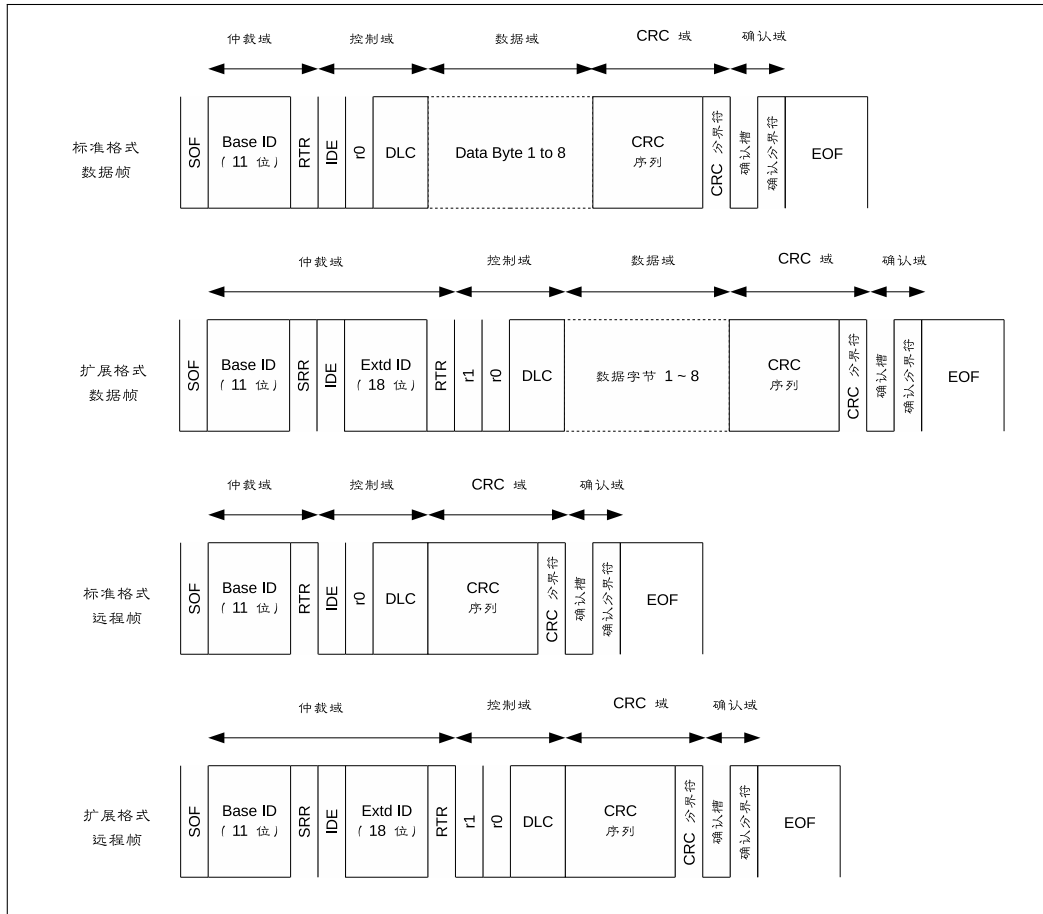 仲裁域 控制域 数据域 CRC 域 确认域
标准格式
数据帧
SOF
Base ID
(11 位)
RTR
IDE
r0
DLC
Data Byte 1 to 8
CRC
序列
CRC 分界符
确认槽
确认分界符
EOF
仲裁域 控制域 数据域 CRC 域 确认域
扩展格式
数据帧
SOF
Base ID
(11 位)
SRR
IDE
Extd ID
(18 位)
RTR
r1
r0
DLC
数据字节 1 ~ 8
CRC
序列
CRC 分界符
确认槽
确认分界符
EOF
仲裁域 控制域 CRC 域 确认域
标准格式
远程帧
SOF
Base ID
(11 位)
RTR
IDE
r0
DLC
CRC
序列
CRC 分界符
确认槽
确认分界符
EOF
仲裁域 控制域 CRC 域 确认域
扩展格式
远程帧
SOF
Base ID
(11 位)
SRR
IDE
Extd ID
(18 位)
RTR
r1
r0
DLC
CRC
序列
CRC 分界符
确认槽
确认分界符
EOF